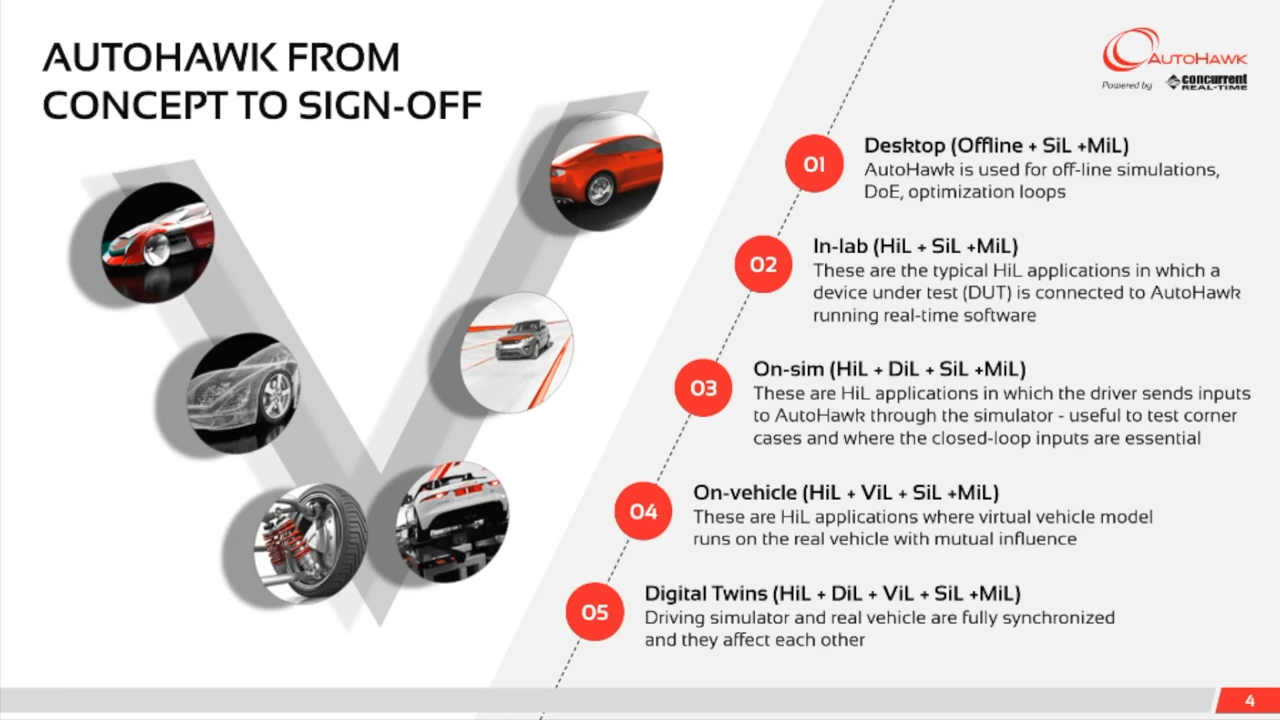 AUTOHAWK FROM
CONCEPT TO SIGN-OFF
AUTOHAWK
Powered by concurrent
REAL-TIME
01
Desktop (Offline + SiL +MiL)
AutoHawk is used for off-line simulations,
DoE, optimization loops
02
In-lab (HiL + SiL +MiL)
These are the typical HiL applications in which a
device under test (DUT) is connected to AutoHawk
running real-time software
03
On-sim (HiL + DiL + SiL +MiL)
These are HiL applications in which the driver sends inputs
to AutoHawk through the simulator - useful to test corner
cases and where the closed-loop inputs are essential
04
On-vehicle (HiL + ViL + SiL +MiL)
These are HiL applications where virtual vehicle model
runs on the real vehicle with mutual influence
05
Digital Twins (HiL + DiL + ViL + SiL +MiL)
Driving simulator and real vehicle are fully synchronized
and they affect each other
4